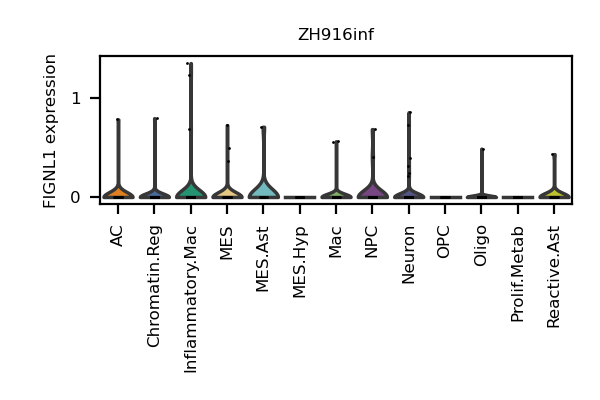 ZH916inf
FIGNL1 expression
1
0
AC
Chromatin.Reg
Inflammatory.Mac
MES
MES.Ast
MES.Hyp
Mac
NPC
Neuron
OPC
Oligo
Prolif.Metab
Reactive.Ast